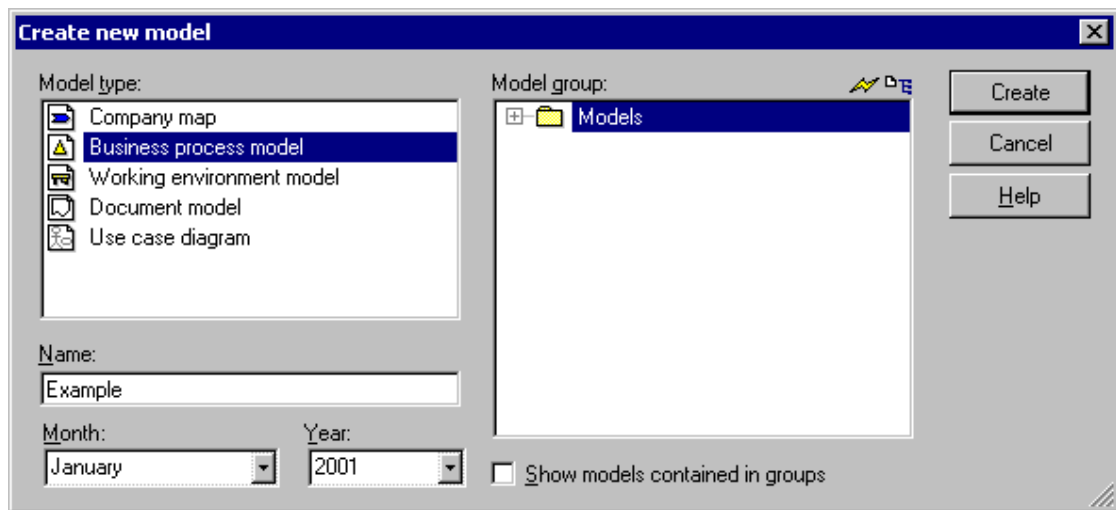 Create new model
Model type:
Company map
Business process model
Working environment model
Document model
Use case diagram
Name:
Example
Month:
January
Year:
2001
Model group:
Models
Show models contained in groups
Create
Cancel
Help